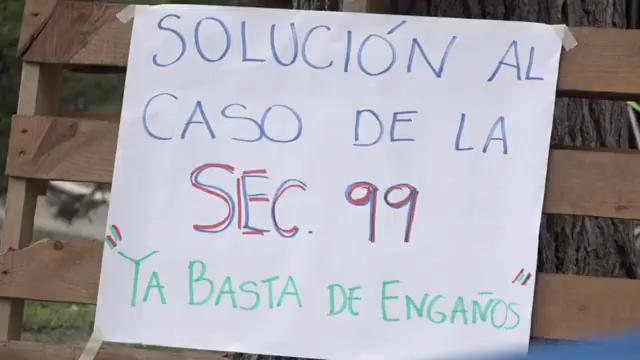 SOLUCIÓN AL
CASO DE LA
SEC. 99
"YA BASTA DE ENGAÑOS"